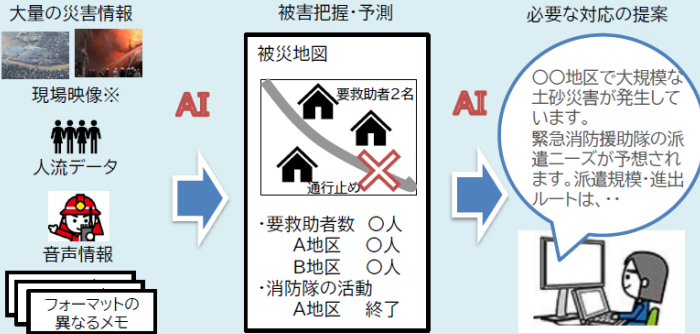 大量の災害情報
現場映像※
人流データ
音声情報
フォーマットの
異なるメモ
AI
被害把握・予測
被災地図
要救助者2名
通行止め
・要救助者数 〇人
A地区 〇人
B地区 〇人
・消防隊の活動
A地区 終了
AI
必要な対応の提案
〇〇地区で大規模な
土砂災害が発生して
います。
緊急消防援助隊の派
遣ニーズが予想され
ます。派遣規模・進出
ルートは、・・